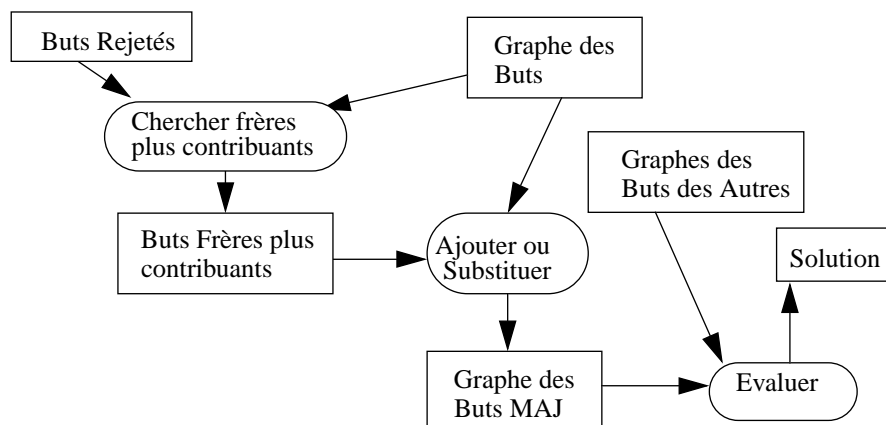 Buts Rejetés
Graphe des
Buts
Chercher frères
plus contribuants
Graphes des
Buts des Autres
Buts Frères plus
contribuants
Ajouter ou
Substituer
Solution
Graphe des
Buts MAJ
Evaluer